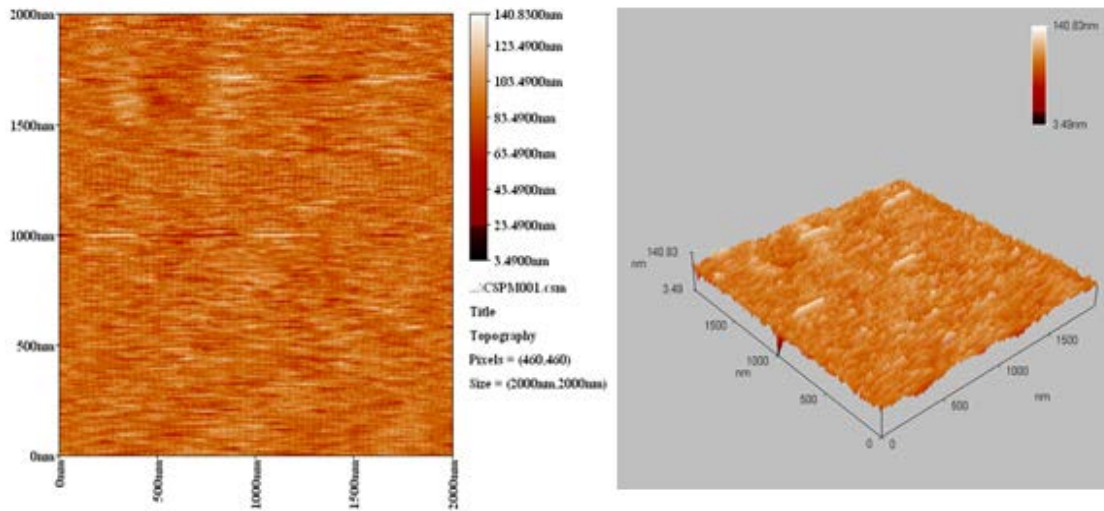 2000nm
1500nm
1000nm
500nm
0nm
0nm
500nm
1000nm
1500nm
2000nm
140.8300nm
123.4900nm
103.4900nm
83.4900nm
63.4900nm
43.4900nm
23.4900nm
3.4900nm
...\CSPM001.csm
Title
Topography
Pixels = (460,460)
Size = (2000nm,2000nm)
140.83nm
3.49nm
140.83
nm
3.49
1500
1000
nm
500
0
0
500
1000
nm
1500